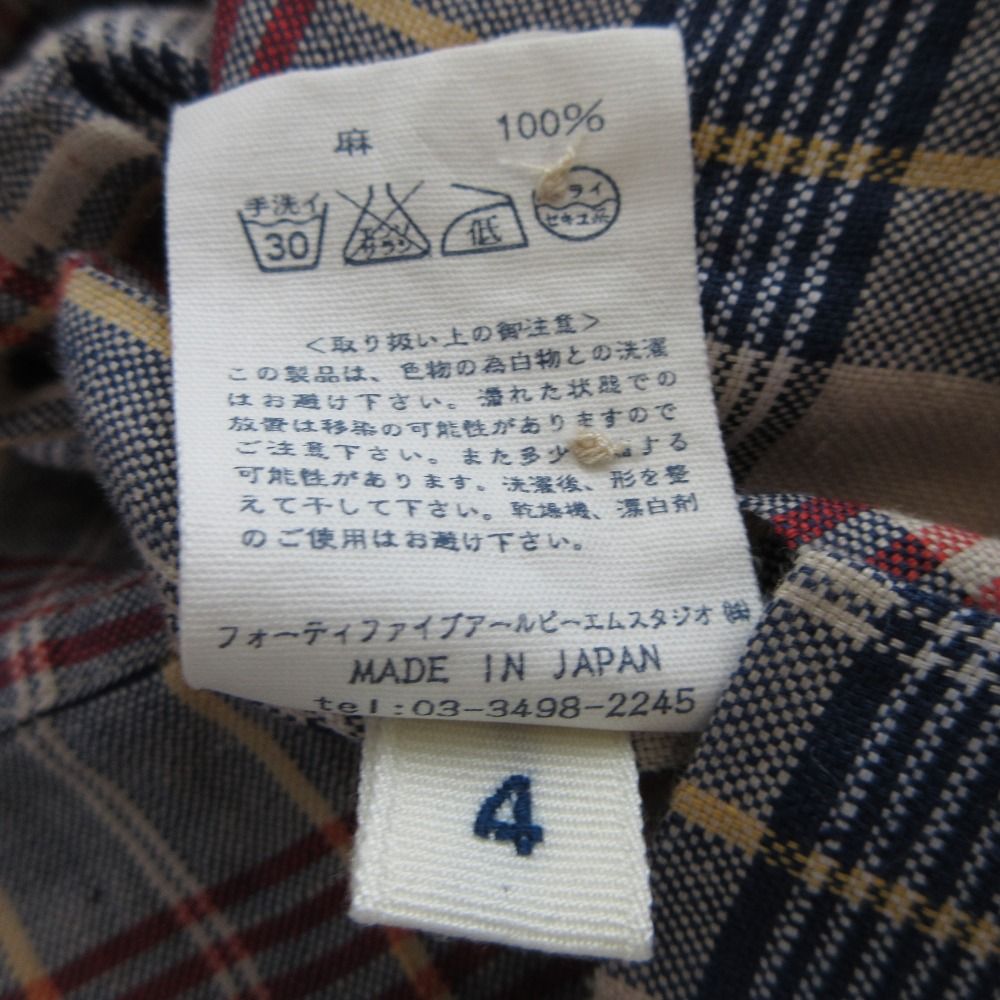 麻 100%
手洗イ 30 エンソ サラシ 低 ドライ セキユ系
<取り扱い上の御注意>
この製品は、色物の為白物との洗濯
はお避け下さい。濡れた状態での
放置は移染の可能性がありますので
ご注意下さい。また多少 する
可能性があります。洗濯後、形を整
えて干して下さい。乾燥機、漂白剤
のご使用はお避け下さい。
フォーティファイブアールピーエムスタジオ ㈱
MADE IN JAPAN
tel:03-3498-2245
4